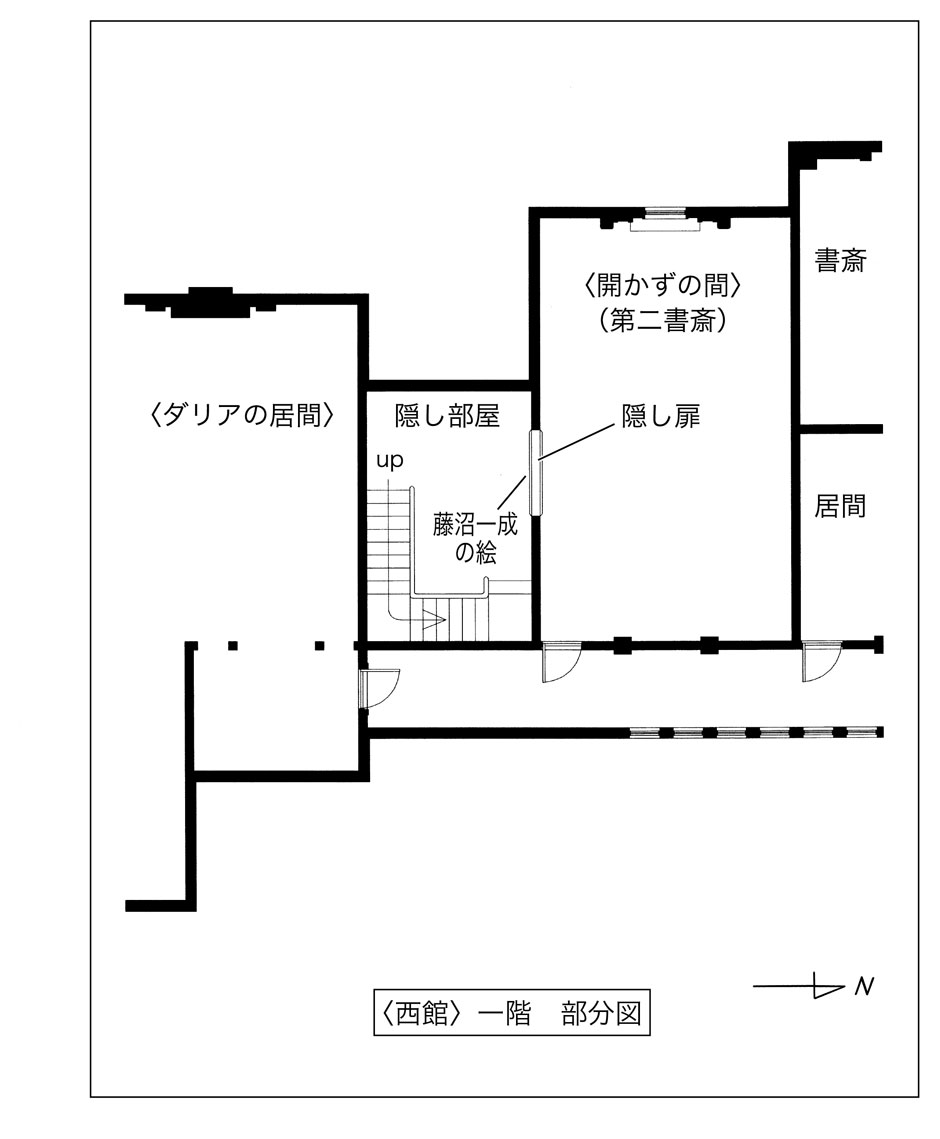 書斎
〈開かずの間〉
（第二書斎）
〈ダリアの居間〉
隠し部屋
隠し扉
up
居間
藤沼一成
の絵
N
〈西館〉一階　部分図